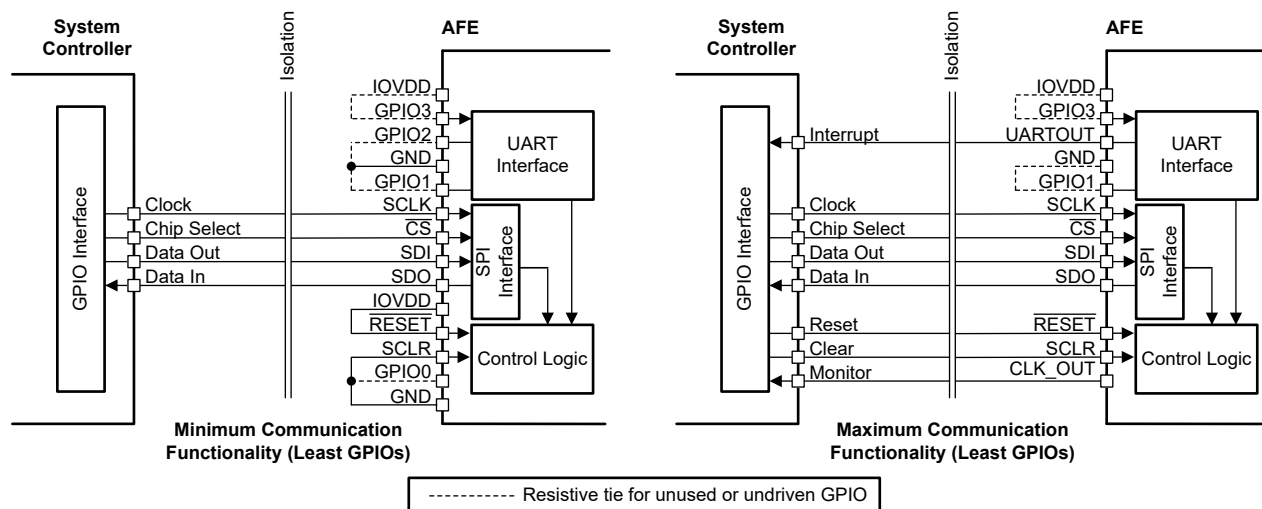 System
Controller
Isolation
AFE
IOVDD
GPIO3
GPIO2
GND
GPIO1
UART
Interface
GPIO Interface
Clock
SCLK
Chip Select
CS
Data Out
SDI
Data In
SDO
SPI
Interface
IOVDD
RESET
SCLR
GPIO0
GND
Control Logic
Minimum Communication
Functionality (Least GPIOs)
System
Controller
Isolation
AFE
IOVDD
GPIO3
Interrupt
UARTOUT
GND
GPIO1
UART
Interface
GPIO Interface
Clock
SCLK
Chip Select
CS
Data Out
SDI
Data In
SDO
SPI
Interface
Reset
RESET
Clear
SCLR
Monitor
CLK_OUT
Control Logic
Maximum Communication
Functionality (Least GPIOs)
Resistive tie for unused or undriven GPIO